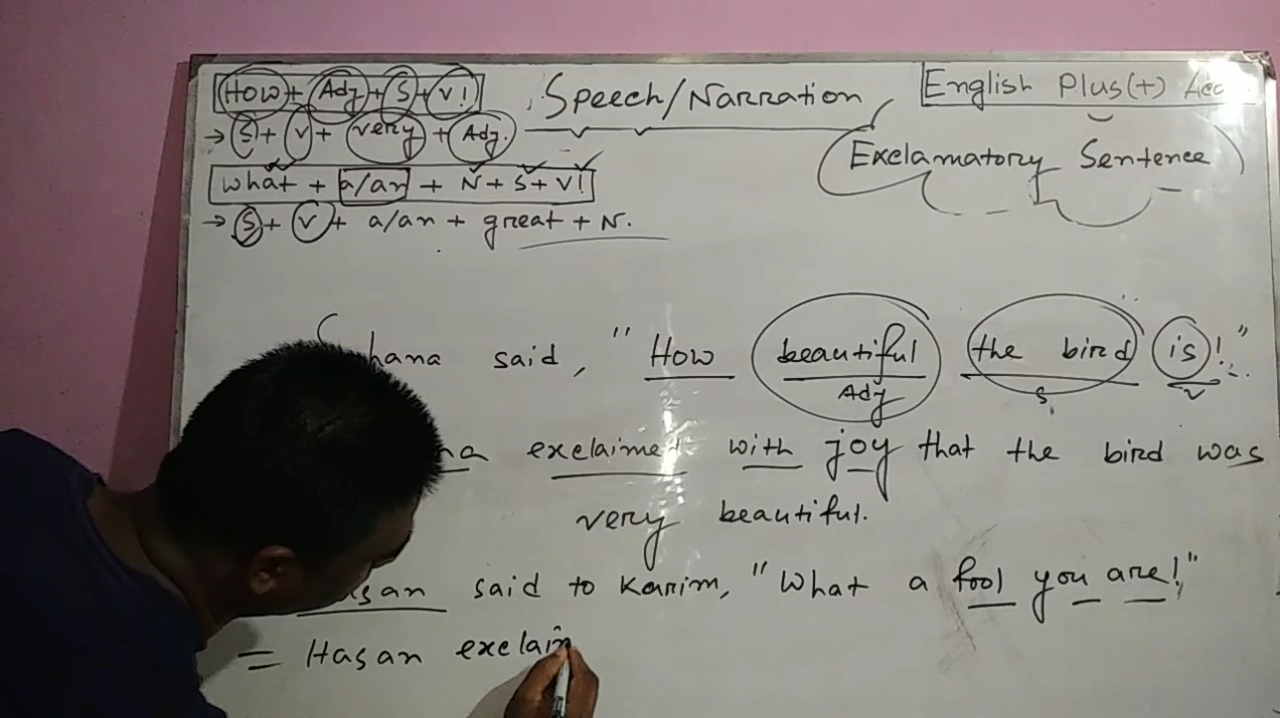 How + Adj + S + V!
Speech/Narration
English Plus(+)
→ S + V + very + Adj.
Exclamatory Sentence
what + a/an + N + S + V!
→ S + V + a/an + great + N.
said, "How beautiful the bird is!"
Adj S V
exclaimed with joy that the bird was
very beautiful.
said to Karim, "What a fool you are!"
= Hasan exclaim